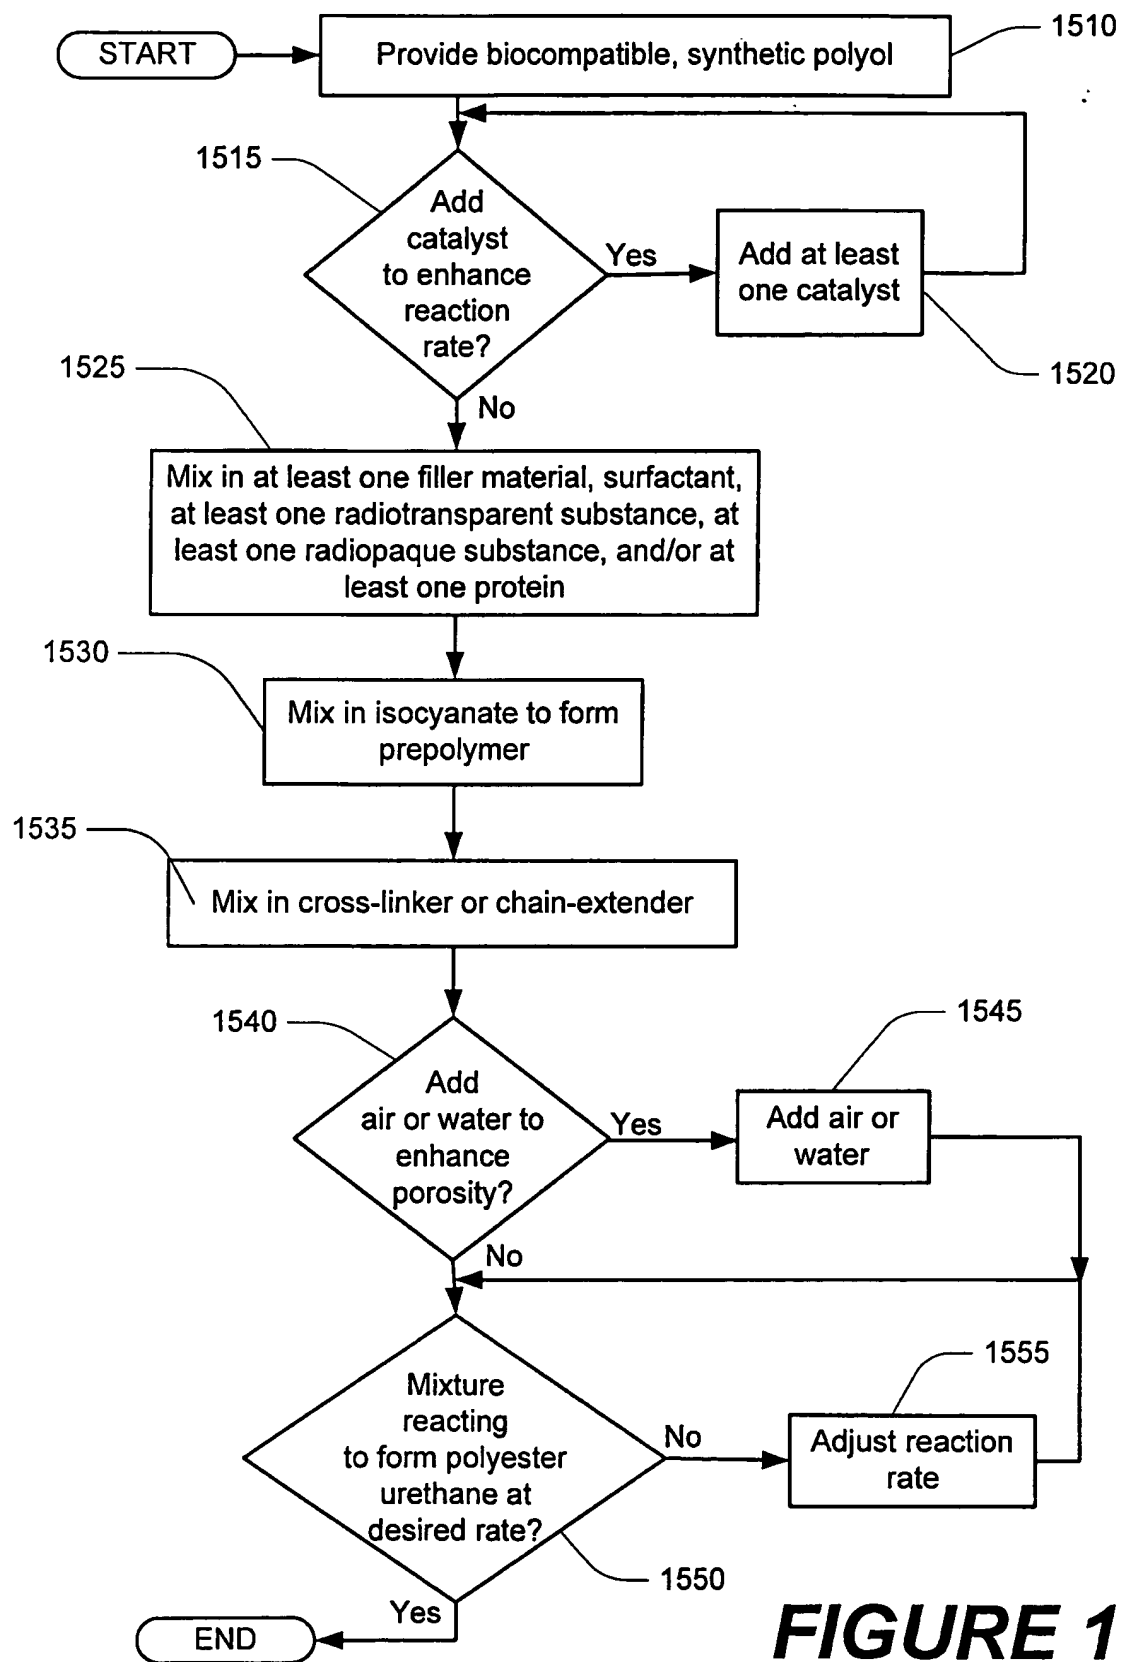 START
Provide biocompatible, synthetic polyol
1510
1515
Add
catalyst
to enhance
reaction
rate?
Yes
Add at least
one catalyst
1520
No
1525
Mix in at least one filler material, surfactant,
at least one radiotransparent substance, at
least one radiopaque substance, and/or at
least one protein
1530
Mix in isocyanate to form
prepolymer
1535
Mix in cross-linker or chain-extender
1540
Add
air or water to
enhance
porosity?
Yes
1545
Add air or
water
No
Mixture
reacting
to form polyester
urethane at
desired rate?
No
1555
Adjust reaction
rate
1550
Yes
END
FIGURE 1